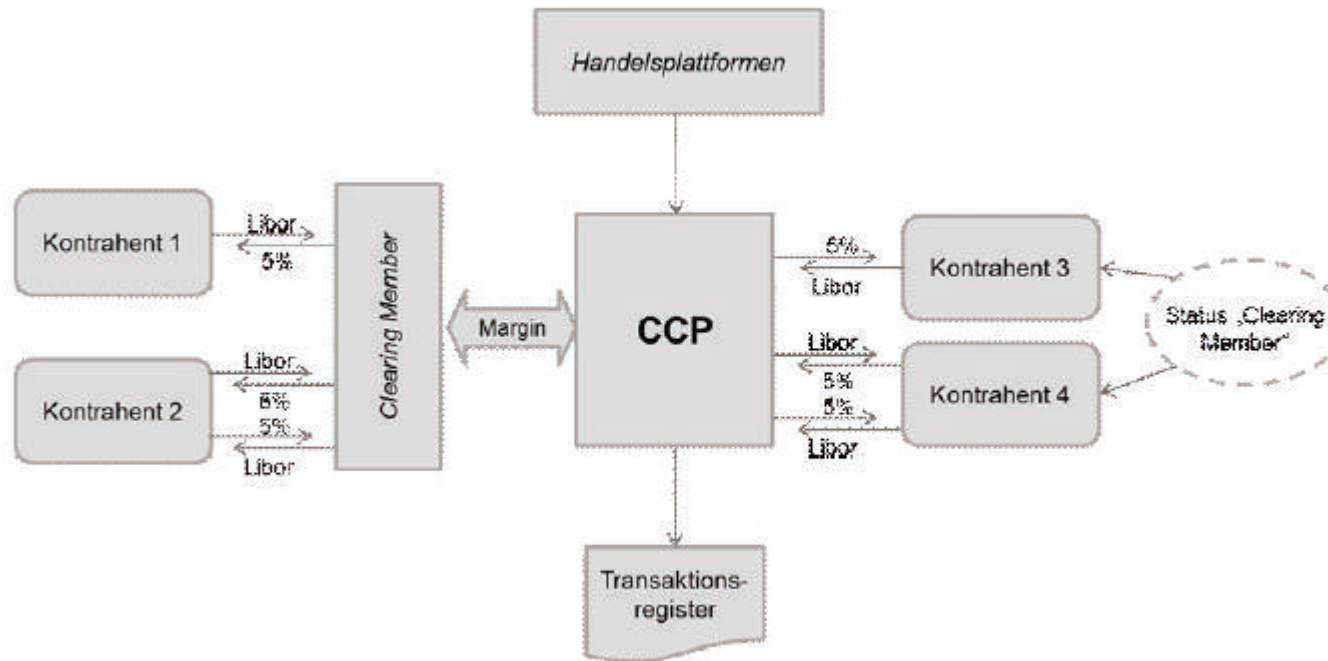 Handelsplattformen
Kontrahent 1
Libor
5%
Kontrahent 2
Libor
5%
5%
Libor
Clearing Member
Margin
CCP
5%
Libor
Libor
5%
5%
Libor
Kontrahent 3
Kontrahent 4
Status „Clearing
Member“
Transaktions-
register